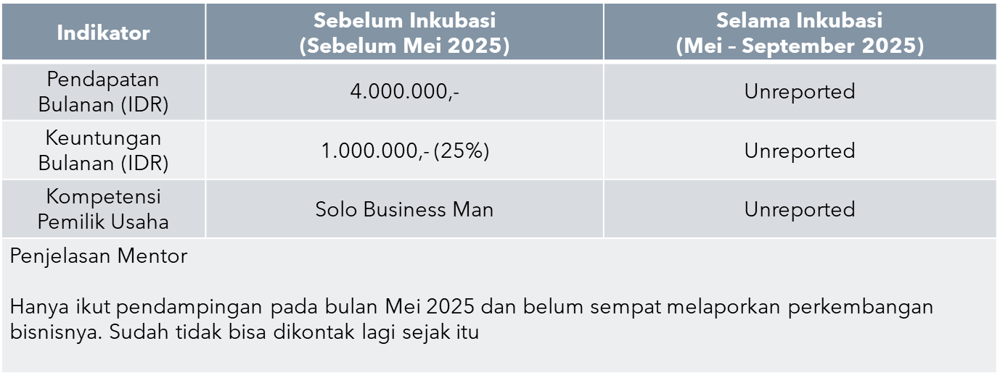 Indikator
Sebelum Inkubasi
(Sebelum Mei 2025)
Selama Inkubasi
(Mei – September 2025)
Pendapatan
Bulanan (IDR)
4.000.000,-
Unreported
Keuntungan
Bulanan (IDR)
1.000.000,- (25%)
Unreported
Kompetensi
Pemilik Usaha
Solo Business Man
Unreported
Penjelasan Mentor
Hanya ikut pendampingan pada bulan Mei 2025 dan belum sempat melaporkan perkembangan
bisnisnya. Sudah tidak bisa dikontak lagi sejak itu